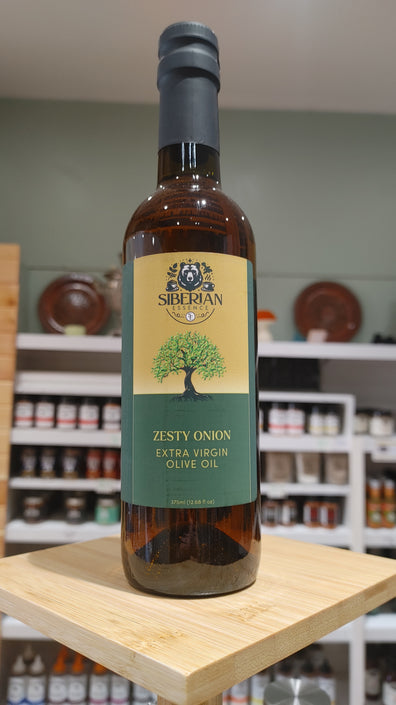 SIBERIAN
ESSENCE
ZESTY ONION
EXTRA VIRGIN
OLIVE OIL
375ml (12.68 fl oz)